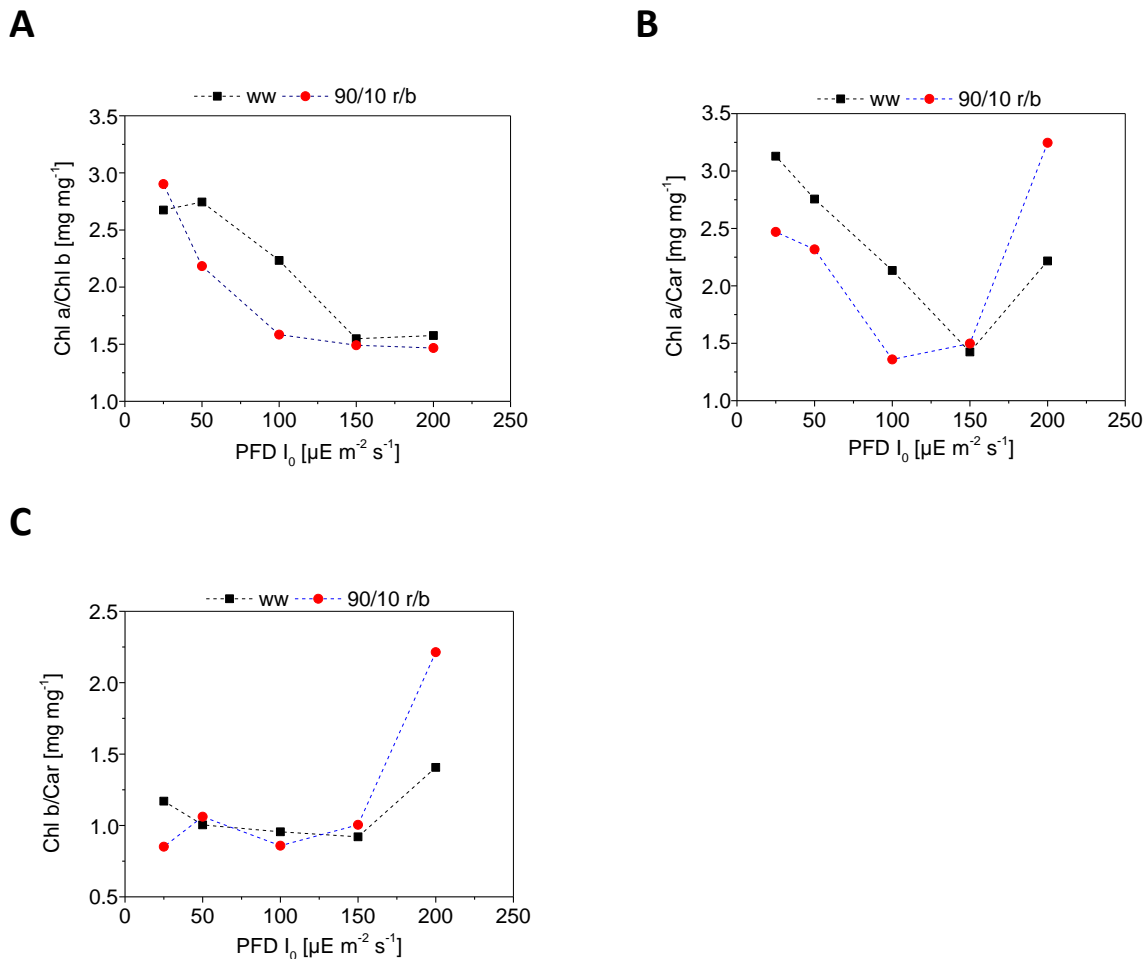 A
ww 90/10 r/b
3.5
3.0
2.5
2.0
1.5
1.0
0 50 100 150 200 250
Chl a/Chl b [mg mg⁻¹]
PFD I₀ [µE m⁻² s⁻¹]
B
ww 90/10 r/b
3.5
3.0
2.5
2.0
1.5
1.0
0 50 100 150 200 250
Chl a/Car [mg mg⁻¹]
PFD I₀ [µE m⁻² s⁻¹]
C
ww 90/10 r/b
2.5
2.0
1.5
1.0
0.5
0 50 100 150 200 250
Chl b/Car [mg mg⁻¹]
PFD I₀ [µE m⁻² s⁻¹]